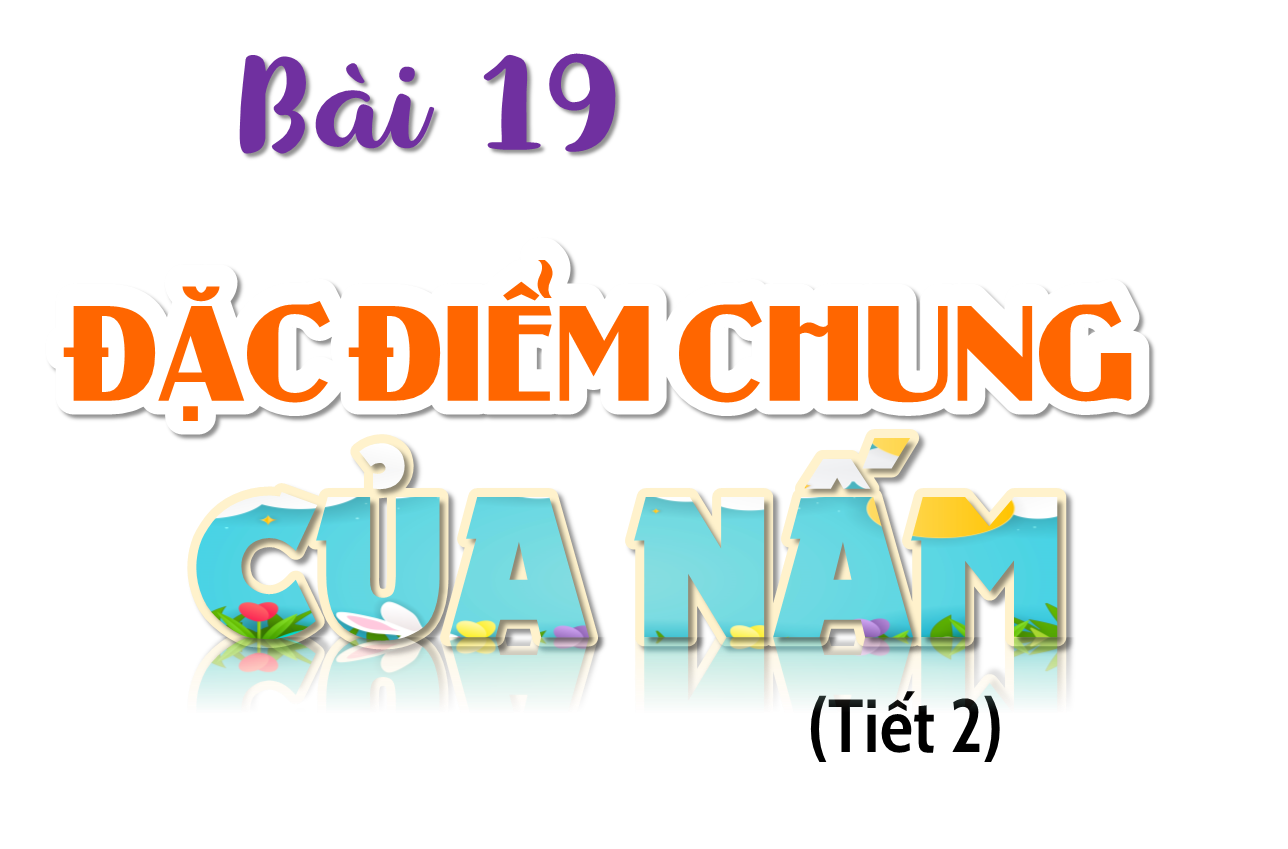 Bài 19
ĐẶC ĐIỂM CHUNG
CỦA NẤM
(Tiết 2)